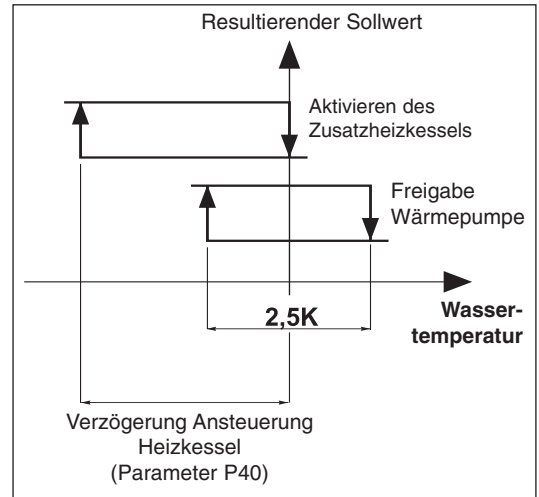 Resultierender Sollwert
Aktivieren des
Zusatzheizkessels
Freigabe
Wärmepumpe
2,5K
Wasser-
temperatur
Verzögerung Ansteuerung
Heizkessel
(Parameter P40)